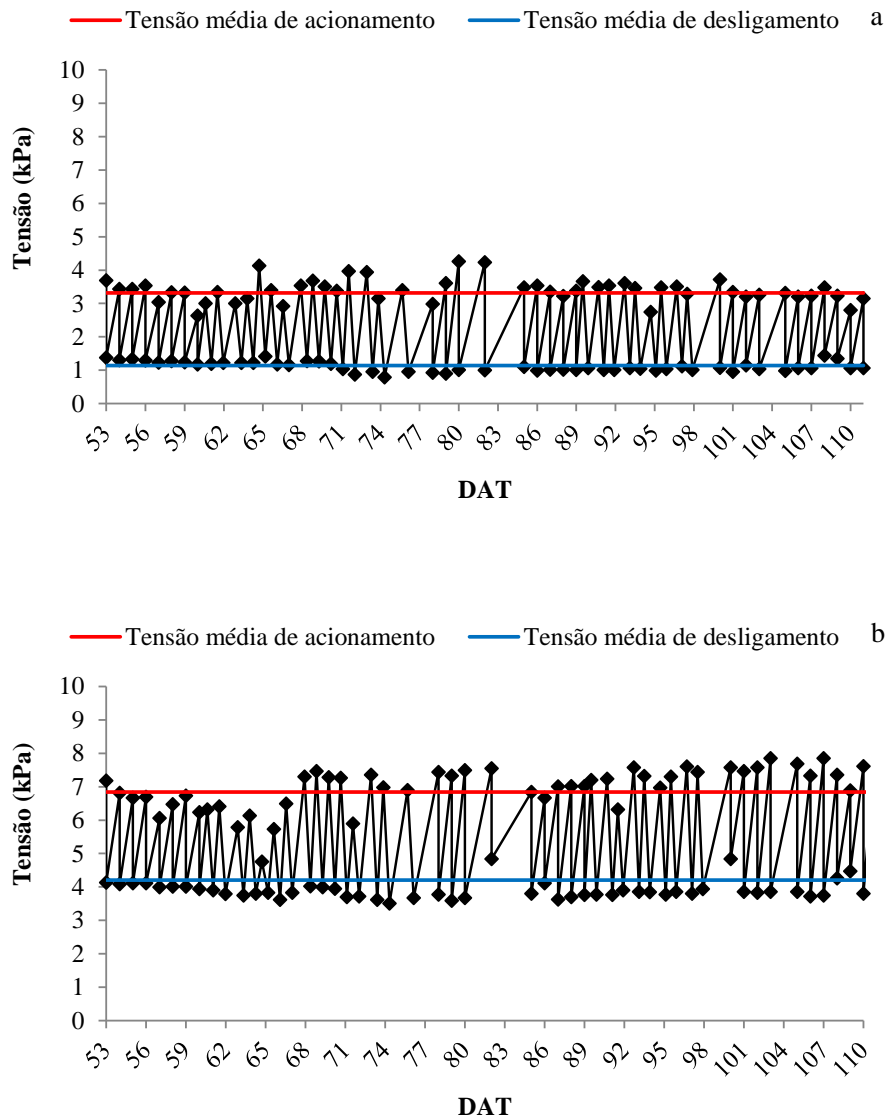 Tensão média de acionamento Tensão média de desligamento a
10
9
8
7
6
5
4
3
2
1
0
Tensão (kPa)
53 56 59 62 65 68 71 74 77 80 83 86 89 92 95 98 101 104 107 110
DAT
Tensão média de acionamento Tensão média de desligamento b
10
9
8
7
6
5
4
3
2
1
0
Tensão (kPa)
53 56 59 62 65 68 71 74 77 80 83 86 89 92 95 98 101 104 107 110
DAT